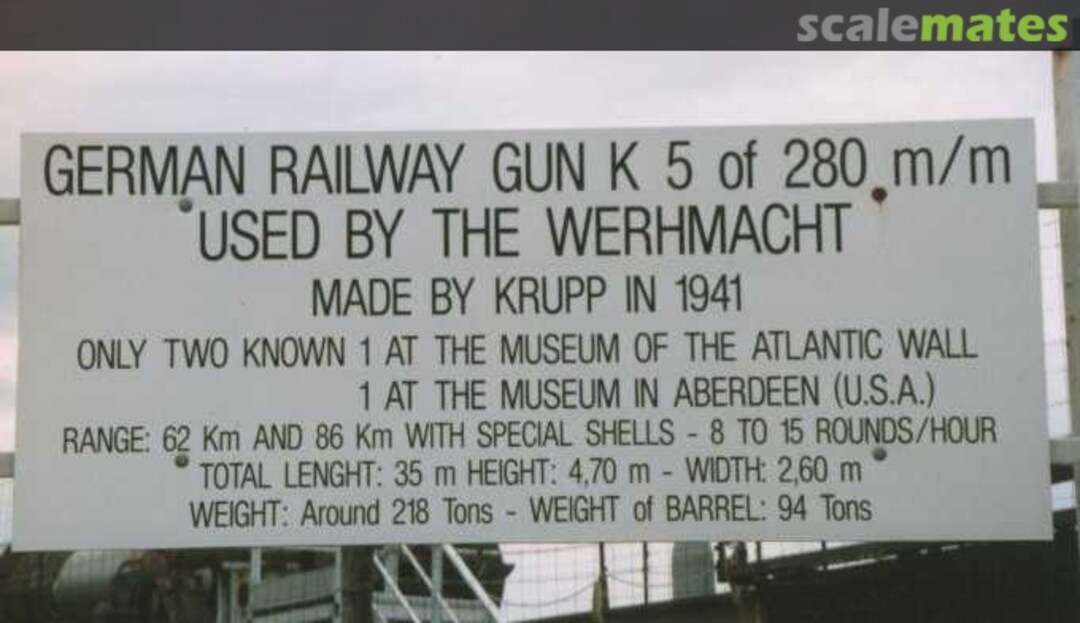 scalemates
GERMAN RAILWAY GUN K 5 of 280 m/m
USED BY THE WERHMACHT
MADE BY KRUPP IN 1941
ONLY TWO KNOWN 1 AT THE MUSEUM OF THE ATLANTIC WALL
1 AT THE MUSEUM IN ABERDEEN (U.S.A.)
RANGE: 62 Km AND 86 Km WITH SPECIAL SHELLS - 8 TO 15 ROUNDS/HOUR
TOTAL LENGHT: 35 m HEIGHT: 4,70 m - WIDTH: 2,60 m
WEIGHT: Around 218 Tons - WEIGHT of BARREL: 94 Tons